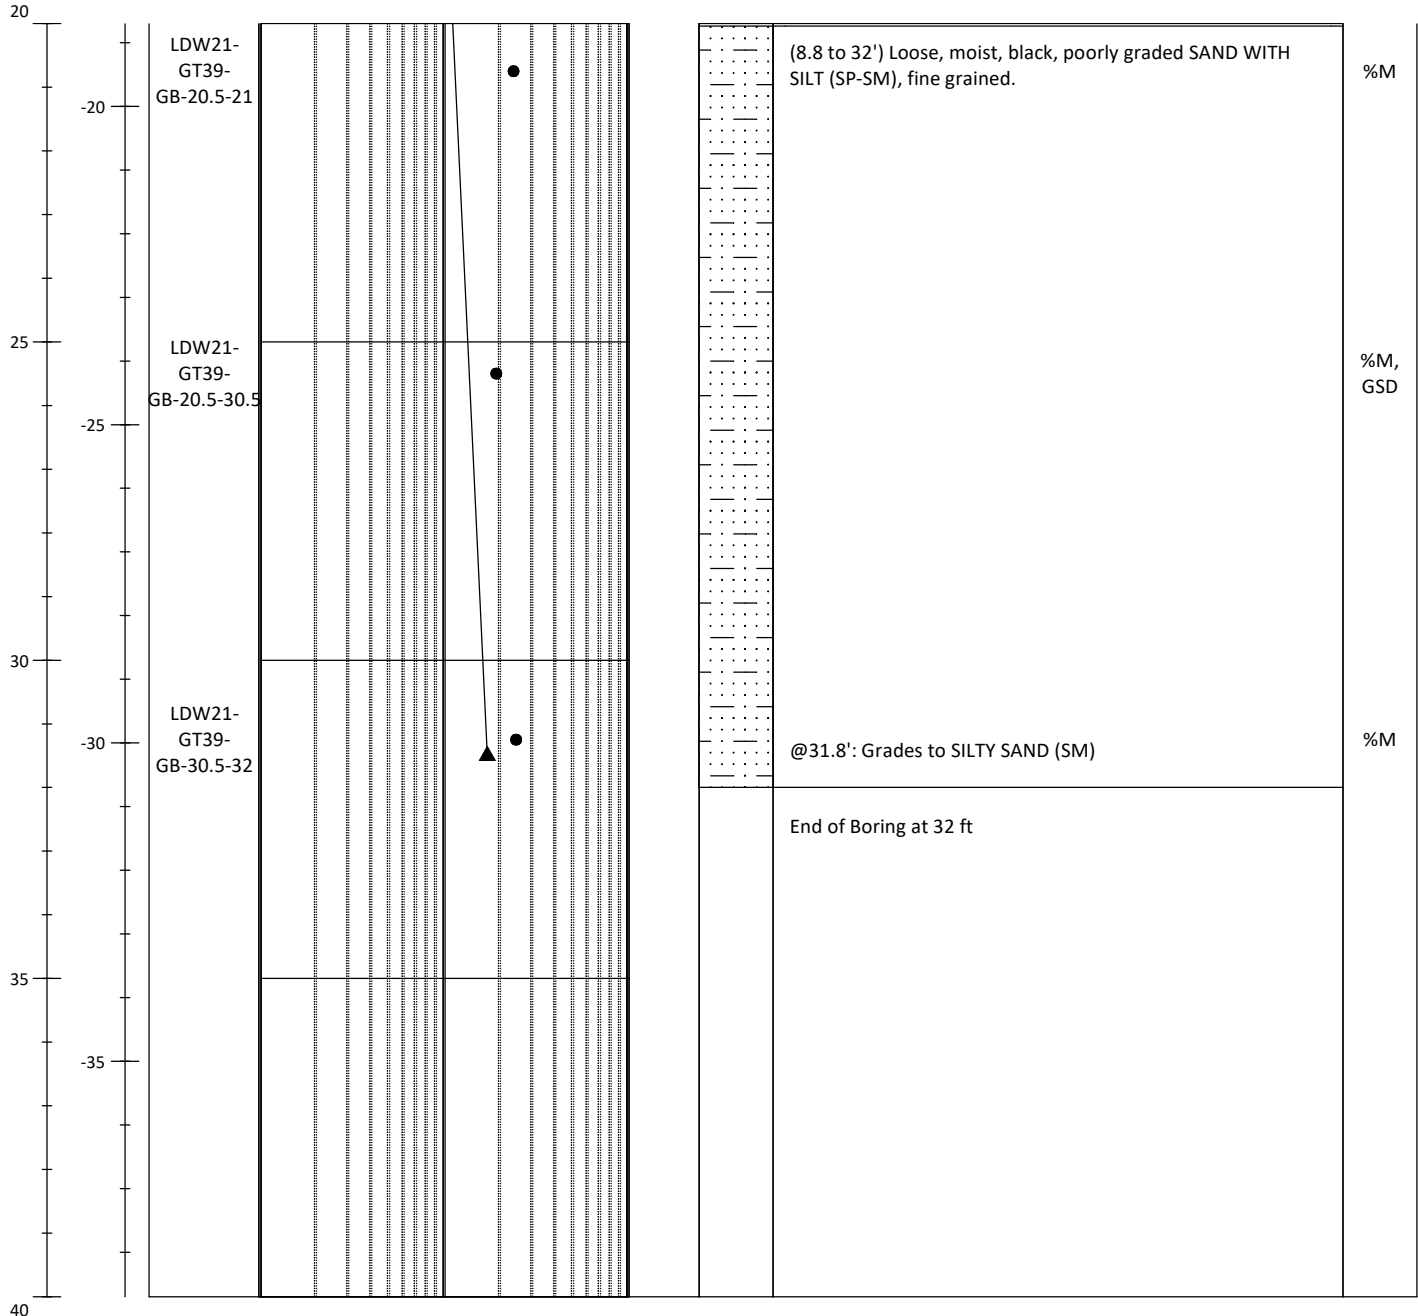 20
LDW21-
GT39-
GB-20.5-21
(8.8 to 32') Loose, moist, black, poorly graded SAND WITH
SILT (SP-SM), fine grained.
%M
-20
25
LDW21-
GT39-
GB-20.5-30.5
%M,
GSD
-25
30
LDW21-
GT39-
GB-30.5-32
-30
@31.8': Grades to SILTY SAND (SM)
%M
End of Boring at 32 ft
35
-35
40